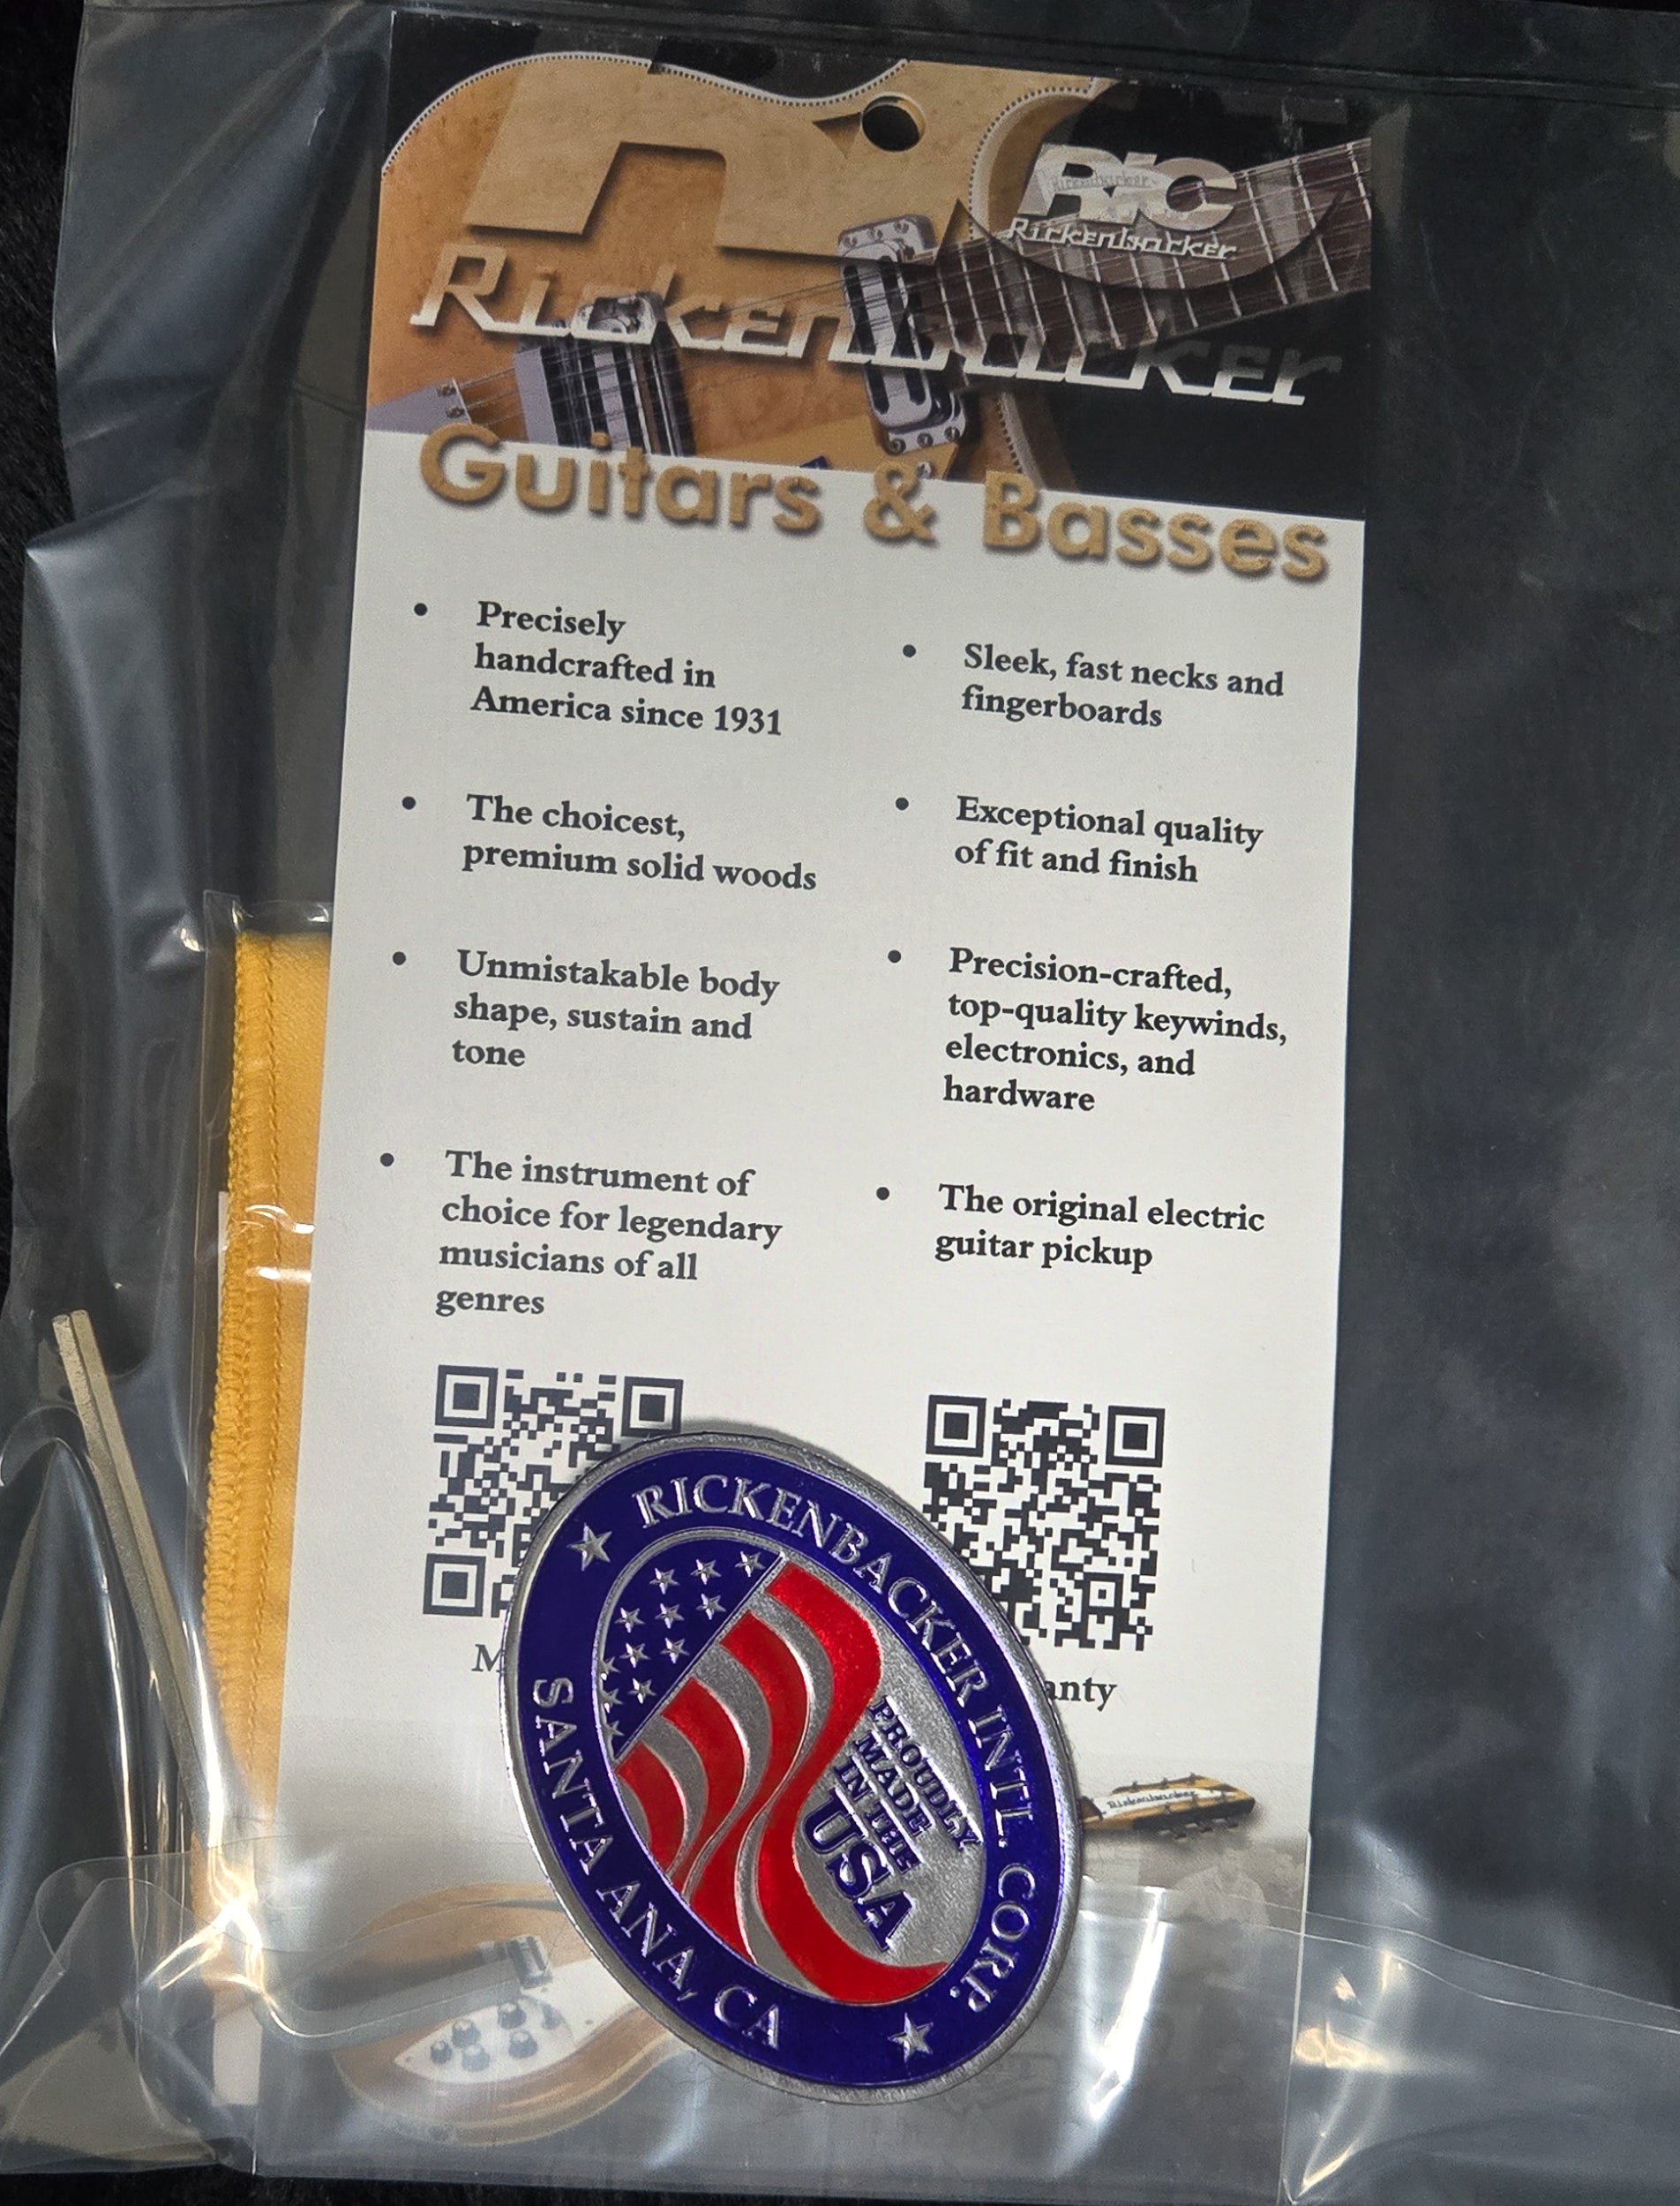 RIC
Rickenbacker
Rickenbacker
Guitars & Basses
• Precisely
handcrafted in
America since 1931
• The choicest,
premium solid woods
• Unmistakable body
shape, sustain and
tone
• The instrument of
choice for legendary
musicians of all
genres
• Sleek, fast necks and
fingerboards
• Exceptional quality
of fit and finish
• Precision-crafted,
top-quality keywinds,
electronics, and
hardware
• The original electric
guitar pickup
RICKENBACKER INTL. CORP.
SANTA ANA, CA
PROUDLY
MADE
IN THE
USA
Rickenbacker